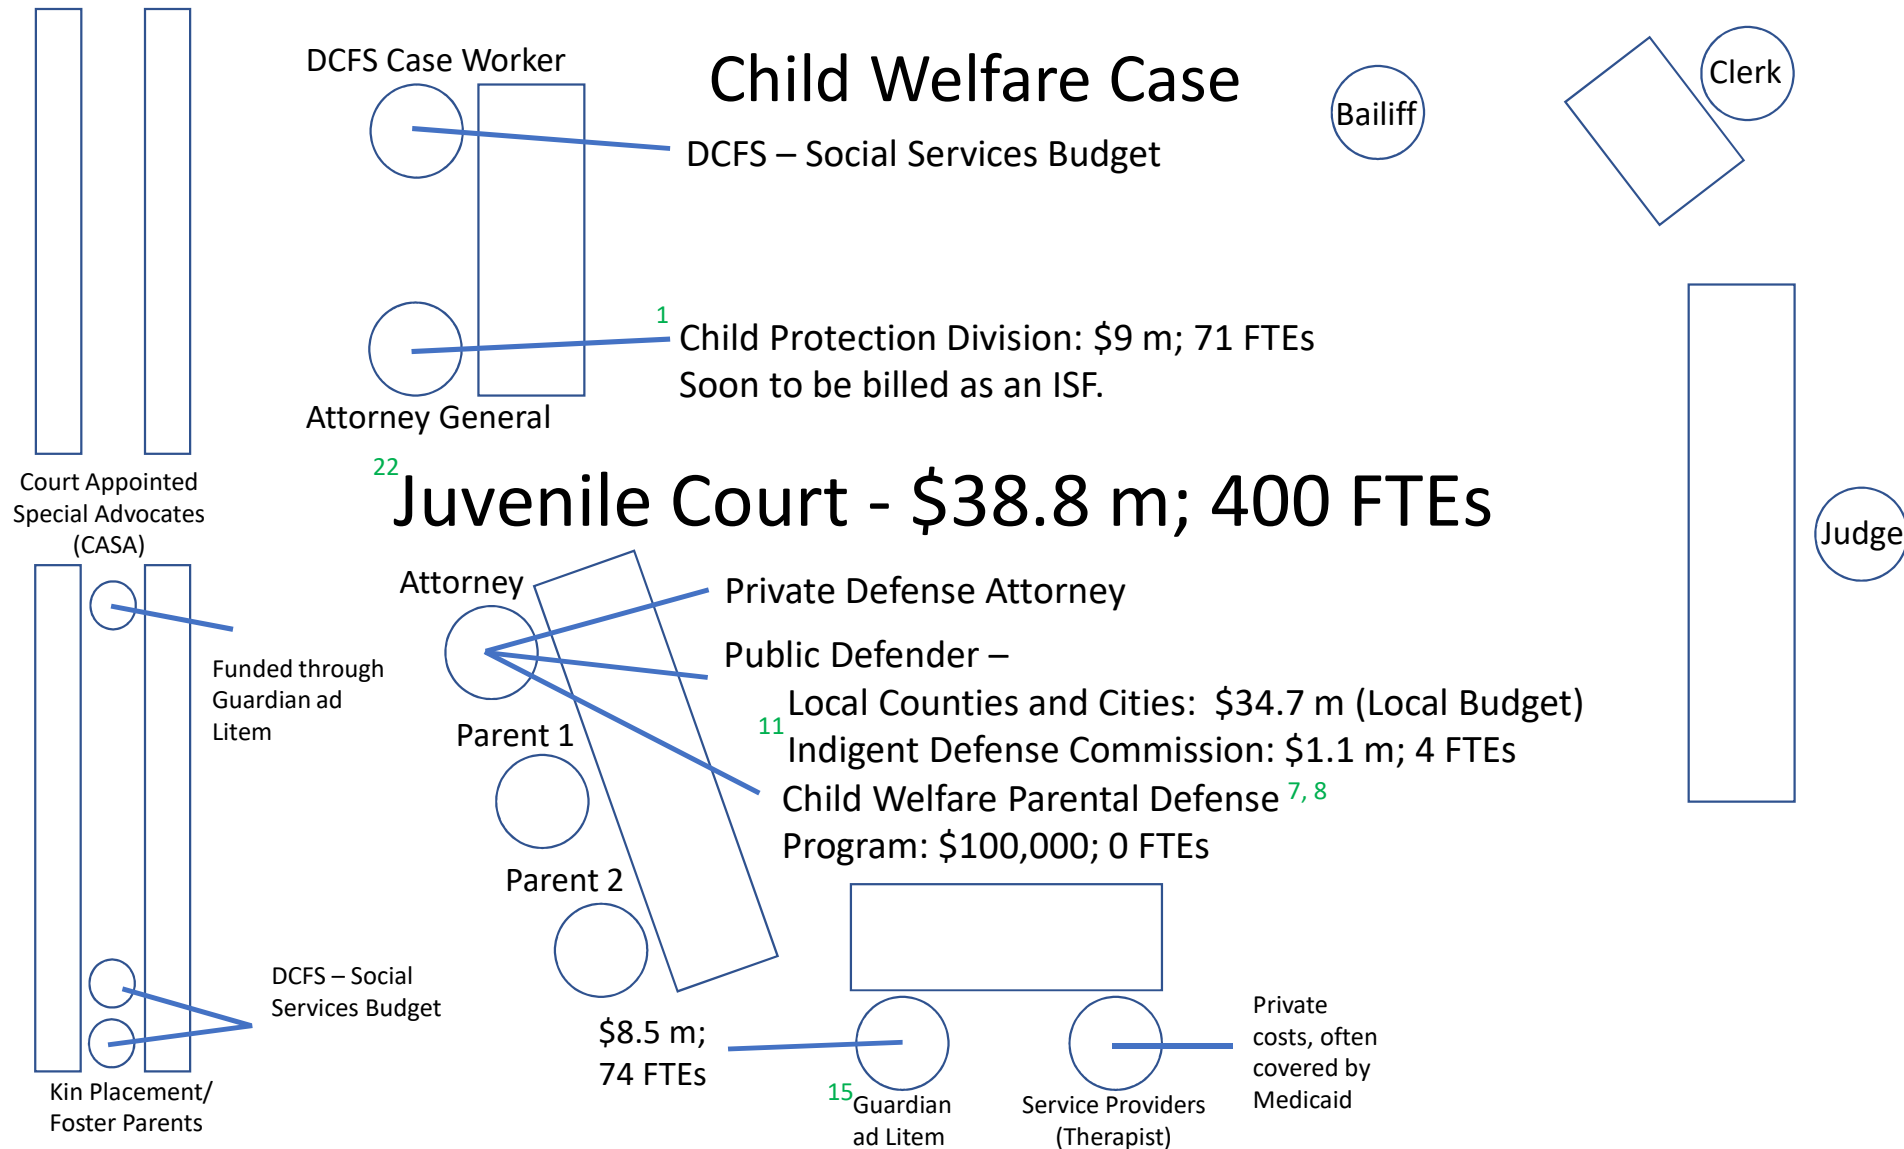 DCFS Case Worker
Child Welfare Case
Bailiff
Clerk
DCFS – Social Services Budget
1
Child Protection Division: $9 m; 71 FTEs
Soon to be billed as an ISF.
Attorney General
22
Juvenile Court - $38.8 m; 400 FTEs
Court Appointed
Special Advocates
(CASA)
Judge
Attorney
Private Defense Attorney
Public Defender –
Local Counties and Cities:  $34.7 m (Local Budget)
11
Indigent Defense Commission: $1.1 m; 4 FTEs
Child Welfare Parental Defense 7, 8
Program: $100,000; 0 FTEs
Funded through
Guardian ad
Litem
Parent 1
Parent 2
DCFS – Social
Services Budget
Kin Placement/
Foster Parents
$8.5 m;
74 FTEs
15
Guardian
ad Litem
Service Providers
(Therapist)
Private
costs, often
covered by
Medicaid